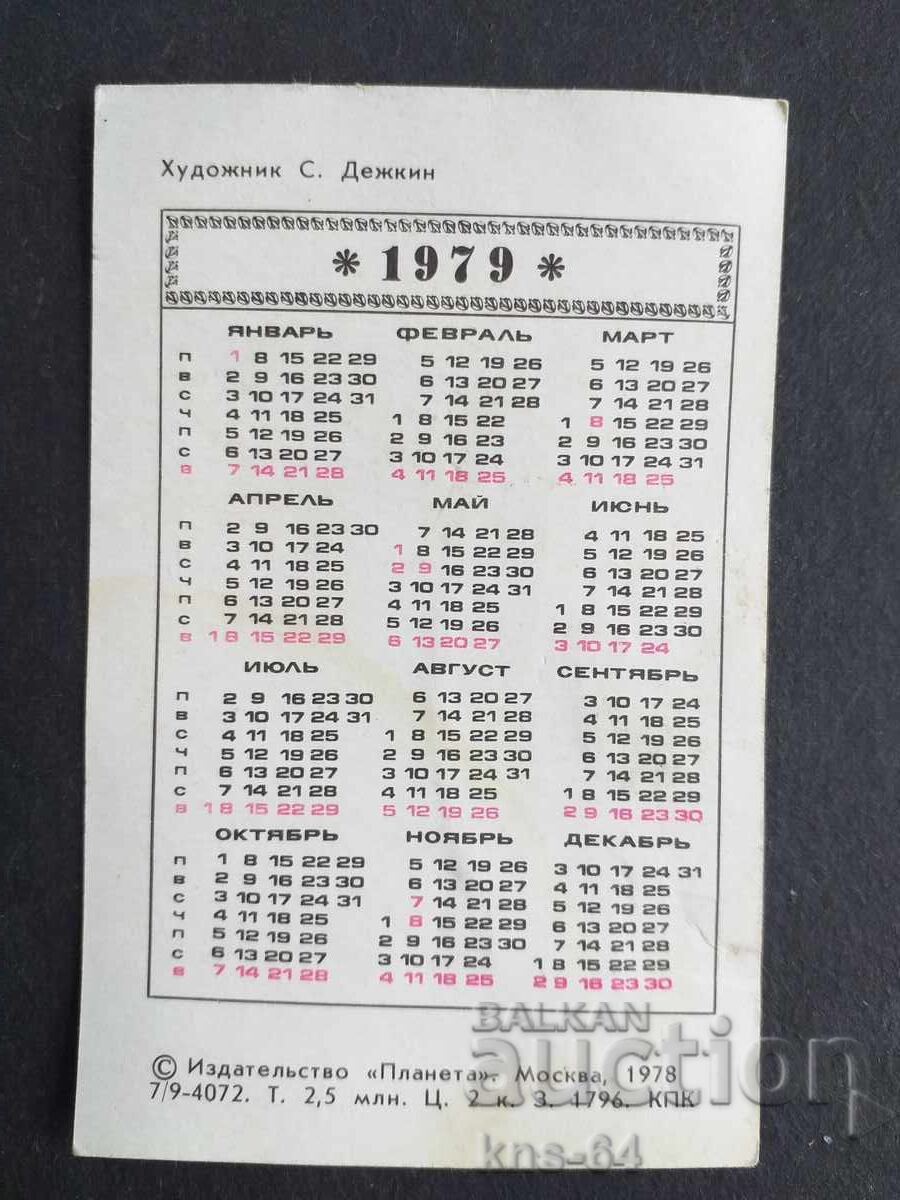 Художник С. Дежкин
* 1979 *
ЯНВАРЬ ФЕВРАЛЬ МАРТ
П 1 8 15 22 29 5 12 19 26 5 12 19 26
В 2 9 16 23 30 6 13 20 27 6 13 20 27
С 3 10 17 24 31 7 14 21 28 7 14 21 28
Ч 4 11 18 25 1 8 15 22 1 8 15 22 29
П 5 12 19 26 2 9 16 23 2 9 16 23 30
С 6 13 20 27 3 10 17 24 3 10 17 24 31
В 7 14 21 28 4 11 18 25 4 11 18 25
АПРЕЛЬ МАЙ ИЮНЬ
П 2 9 16 23 30 7 14 21 28 4 11 18 25
В 3 10 17 24 1 8 15 22 29 5 12 19 26
С 4 11 18 25 2 9 16 23 30 6 13 20 27
Ч 5 12 19 26 3 10 17 24 31 7 14 21 28
П 6 13 20 27 4 11 18 25 1 8 15 22 29
С 7 14 21 28 5 12 19 26 2 9 16 23 30
В 1 8 15 22 29 6 13 20 27 3 10 17 24
ИЮЛЬ АВГУСТ СЕНТЯБРЬ
П 2 9 16 23 30 6 13 20 27 3 10 17 24
В 3 10 17 24 31 7 14 21 28 4 11 18 25
С 4 11 18 25 1 8 15 22 29 5 12 19 26
Ч 5 12 19 26 2 9 16 23 30 6 13 20 27
П 6 13 20 27 3 10 17 24 31 7 14 21 28
С 7 14 21 28 4 11 18 25 1 8 15 22 29
В 1 8 15 22 29 5 12 19 26 2 9 16 23 30
ОКТЯБРЬ НОЯБРЬ ДЕКАБРЬ
П 1 8 15 22 29 5 12 19 26 3 10 17 24 31
В 2 9 16 23 30 6 13 20 27 4 11 18 25
С 3 10 17 24 31 7 14 21 28 5 12 19 26
Ч 4 11 18 25 1 8 15 22 29 6 13 20 27
П 5 12 19 26 2 9 16 23 30 7 14 21 28
С 6 13 20 27 3 10 17 24 1 8 15 22 29
В 7 14 21 28 4 11 18 25 2 9 16 23 30
© Издательство «Планета». Москва, 1978
7/9-4072. Т. 2,5 млн. Ц. 2 к. З. 1796. КПК
BALKAN
auction
kns-64